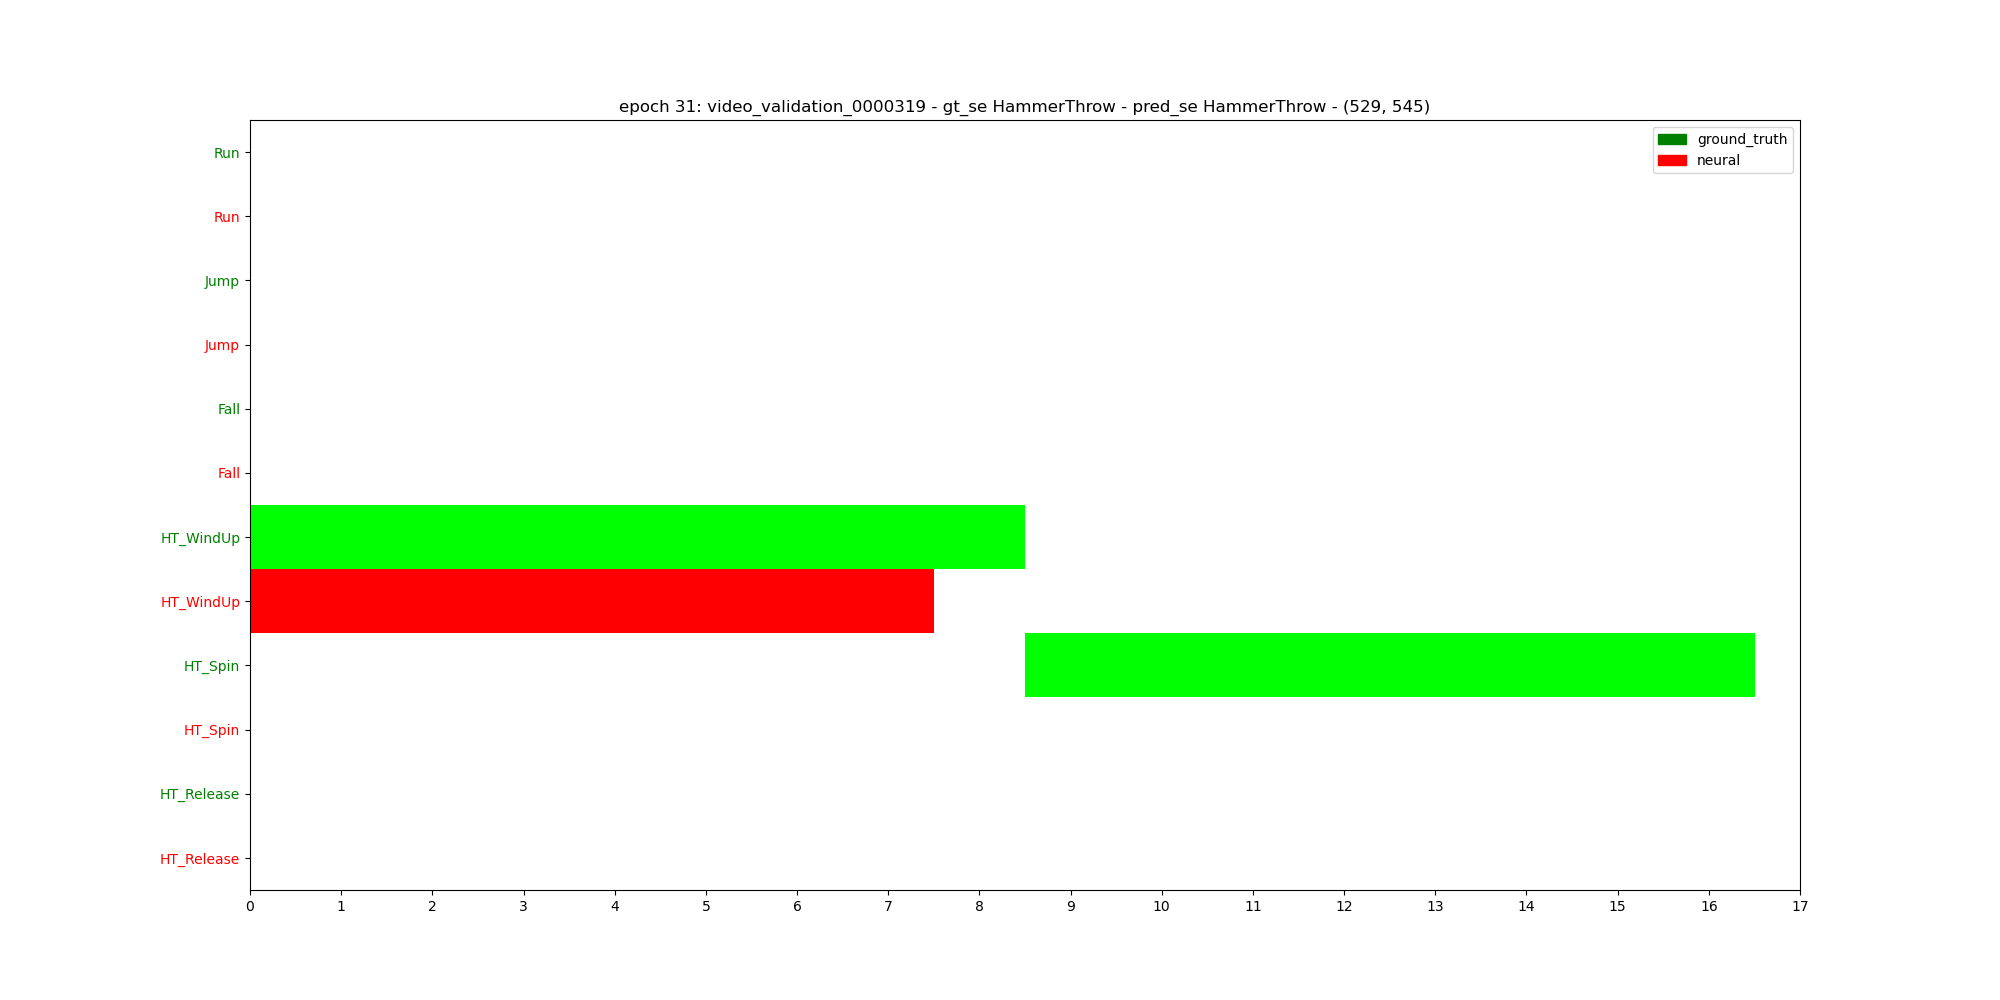 epoch 31: video_validation_0000319 - gt_se HammerThrow - pred_se HammerThrow - (529, 545)
ground_truth
neural
Run
Run
Jump
Jump
Fall
Fall
HT_WindUp
HT_WindUp
HT_Spin
HT_Spin
HT_Release
HT_Release
0 1 2 3 4 5 6 7 8 9 10 11 12 13 14 15 16 17